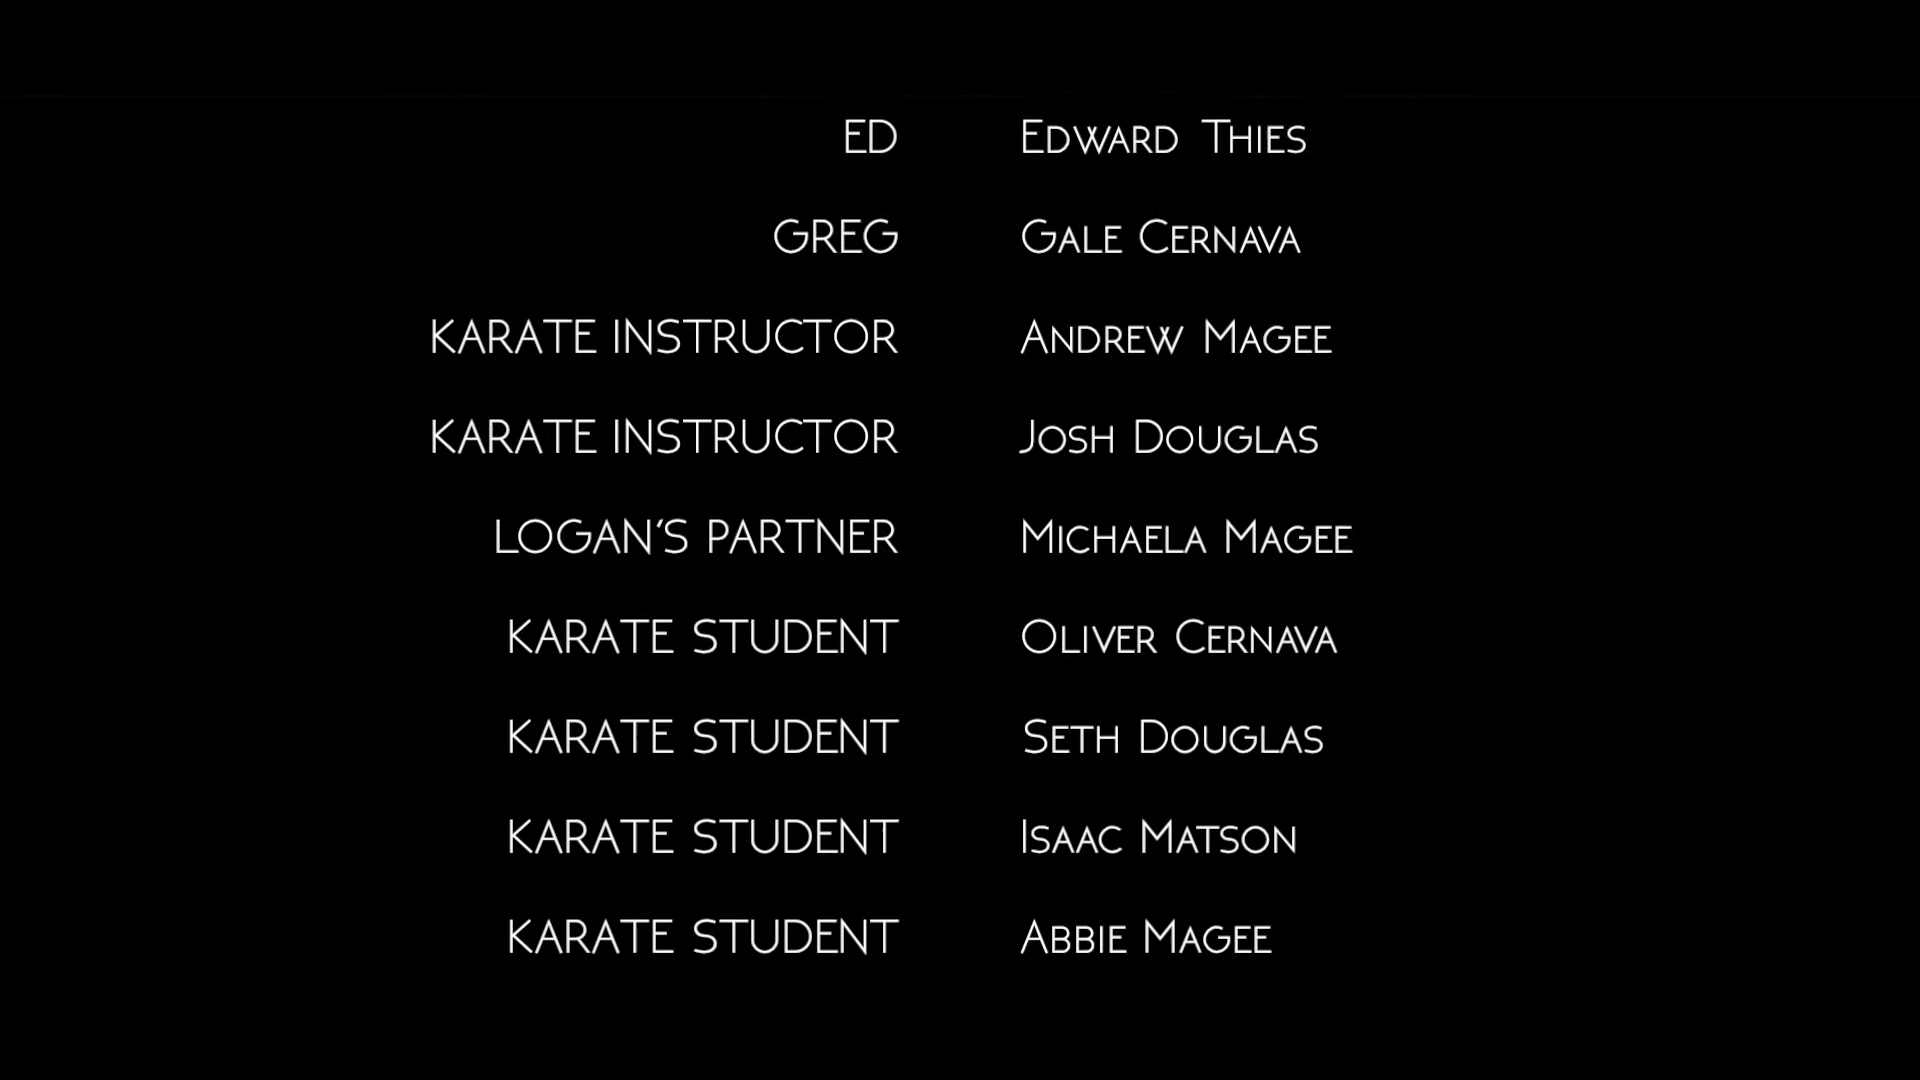 ED Edward Thies
GREG Gale Cernava
KARATE INSTRUCTOR Andrew Magee
KARATE INSTRUCTOR Josh Douglas
LOGAN'S PARTNER Michaela Magee
KARATE STUDENT Oliver Cernava
KARATE STUDENT Seth Douglas
KARATE STUDENT Isaac Matson
KARATE STUDENT Abbie Magee